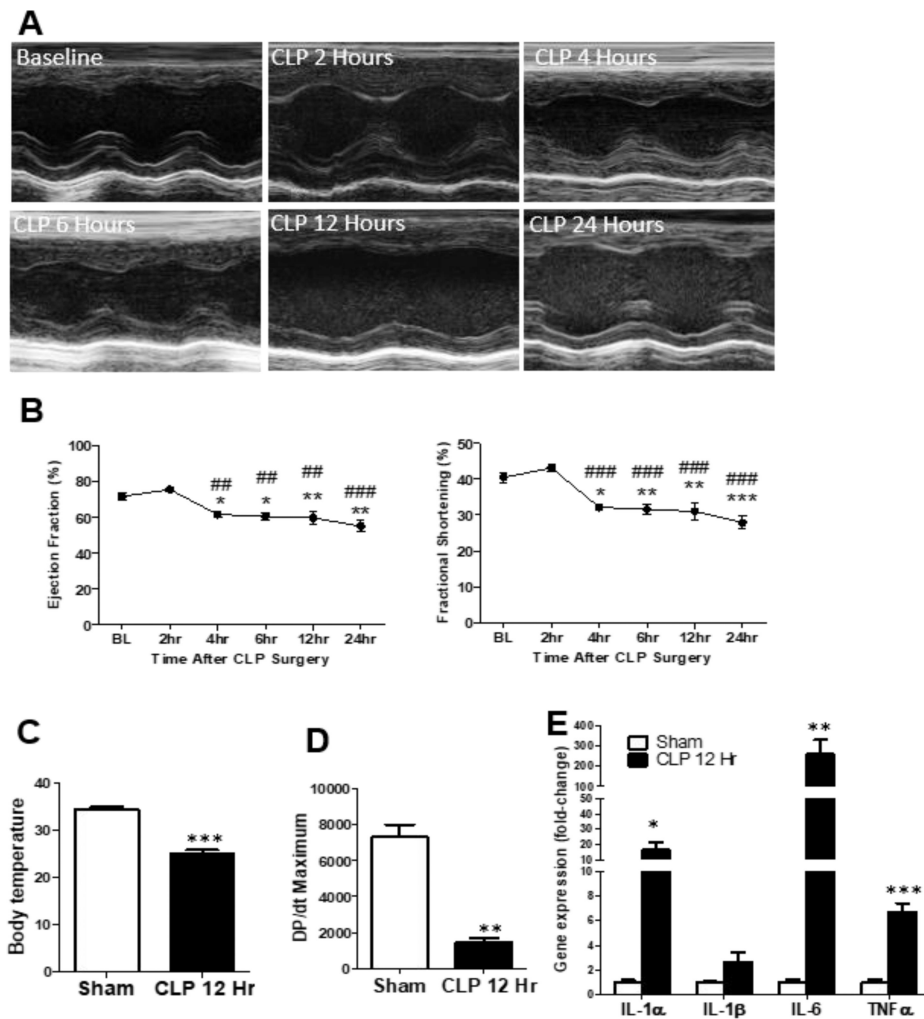 A
Baseline
CLP 2 Hours
CLP 4 Hours
CLP 6 Hours
CLP 12 Hours
CLP 24 Hours
B
Ejection Fraction (%)
100
80
60
40
20
0
##
*
##
*
##
**
###
**
BL 2hr 4hr 6hr 12hr 24hr
Time After CLP Surgery
Fractional Shortening (%)
50
40
30
20
10
0
###
*
###
**
###
**
###
***
BL 2hr 4hr 6hr 12hr 24hr
Time After CLP Surgery
C
Body temperature
40
30
20
10
0
***
Sham CLP 12 Hr
D
DP/dt Maximum
10000
8000
6000
4000
2000
0
**
Sham CLP 12 Hr
E
Gene expression (fold-change)
400
300
200
100
50
40
30
20
10
10
8
6
4
2
0
Sham
CLP 12 Hr
*
**
***
IL-1α IL-1β IL-6 TNFα